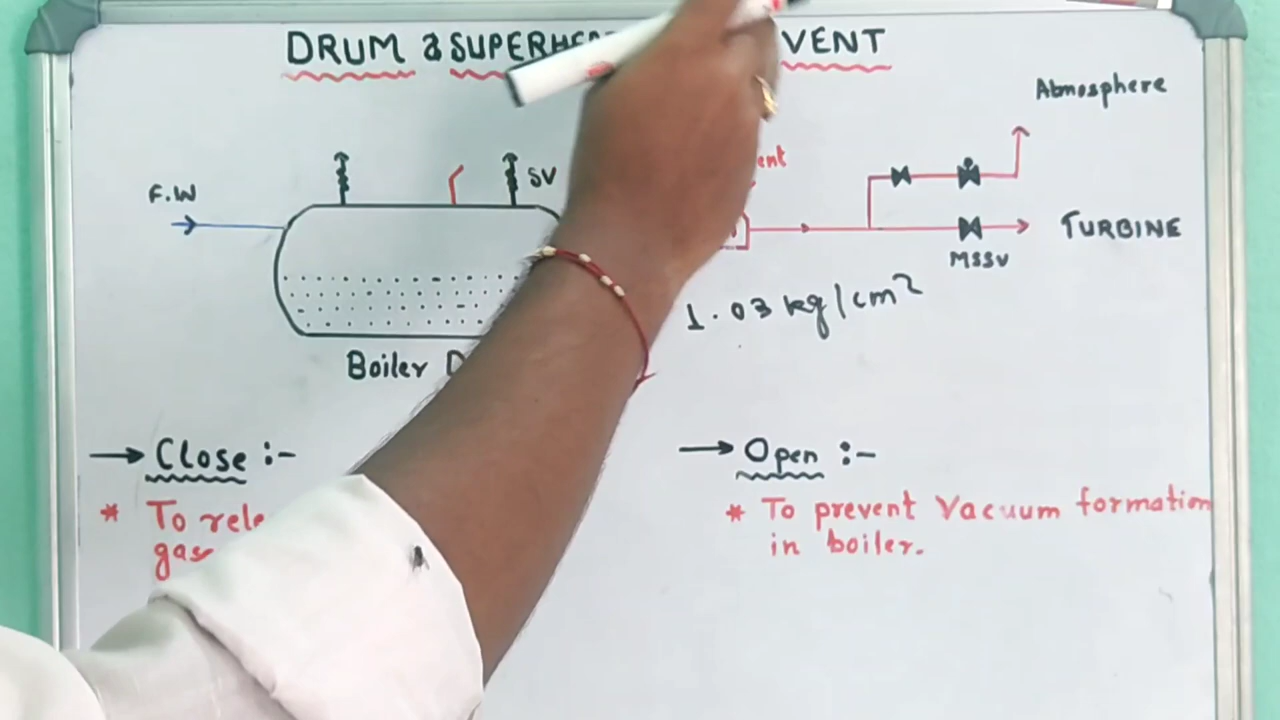 DRUM & SUPERHE VENT
Atmosphere
ent
F.W
SV
TURBINE
MSSV
1.03 kg/cm²
Boiler D
→ Close :-
→ Open :-
* To rele
gas
* To prevent Vacuum formation
in boiler.